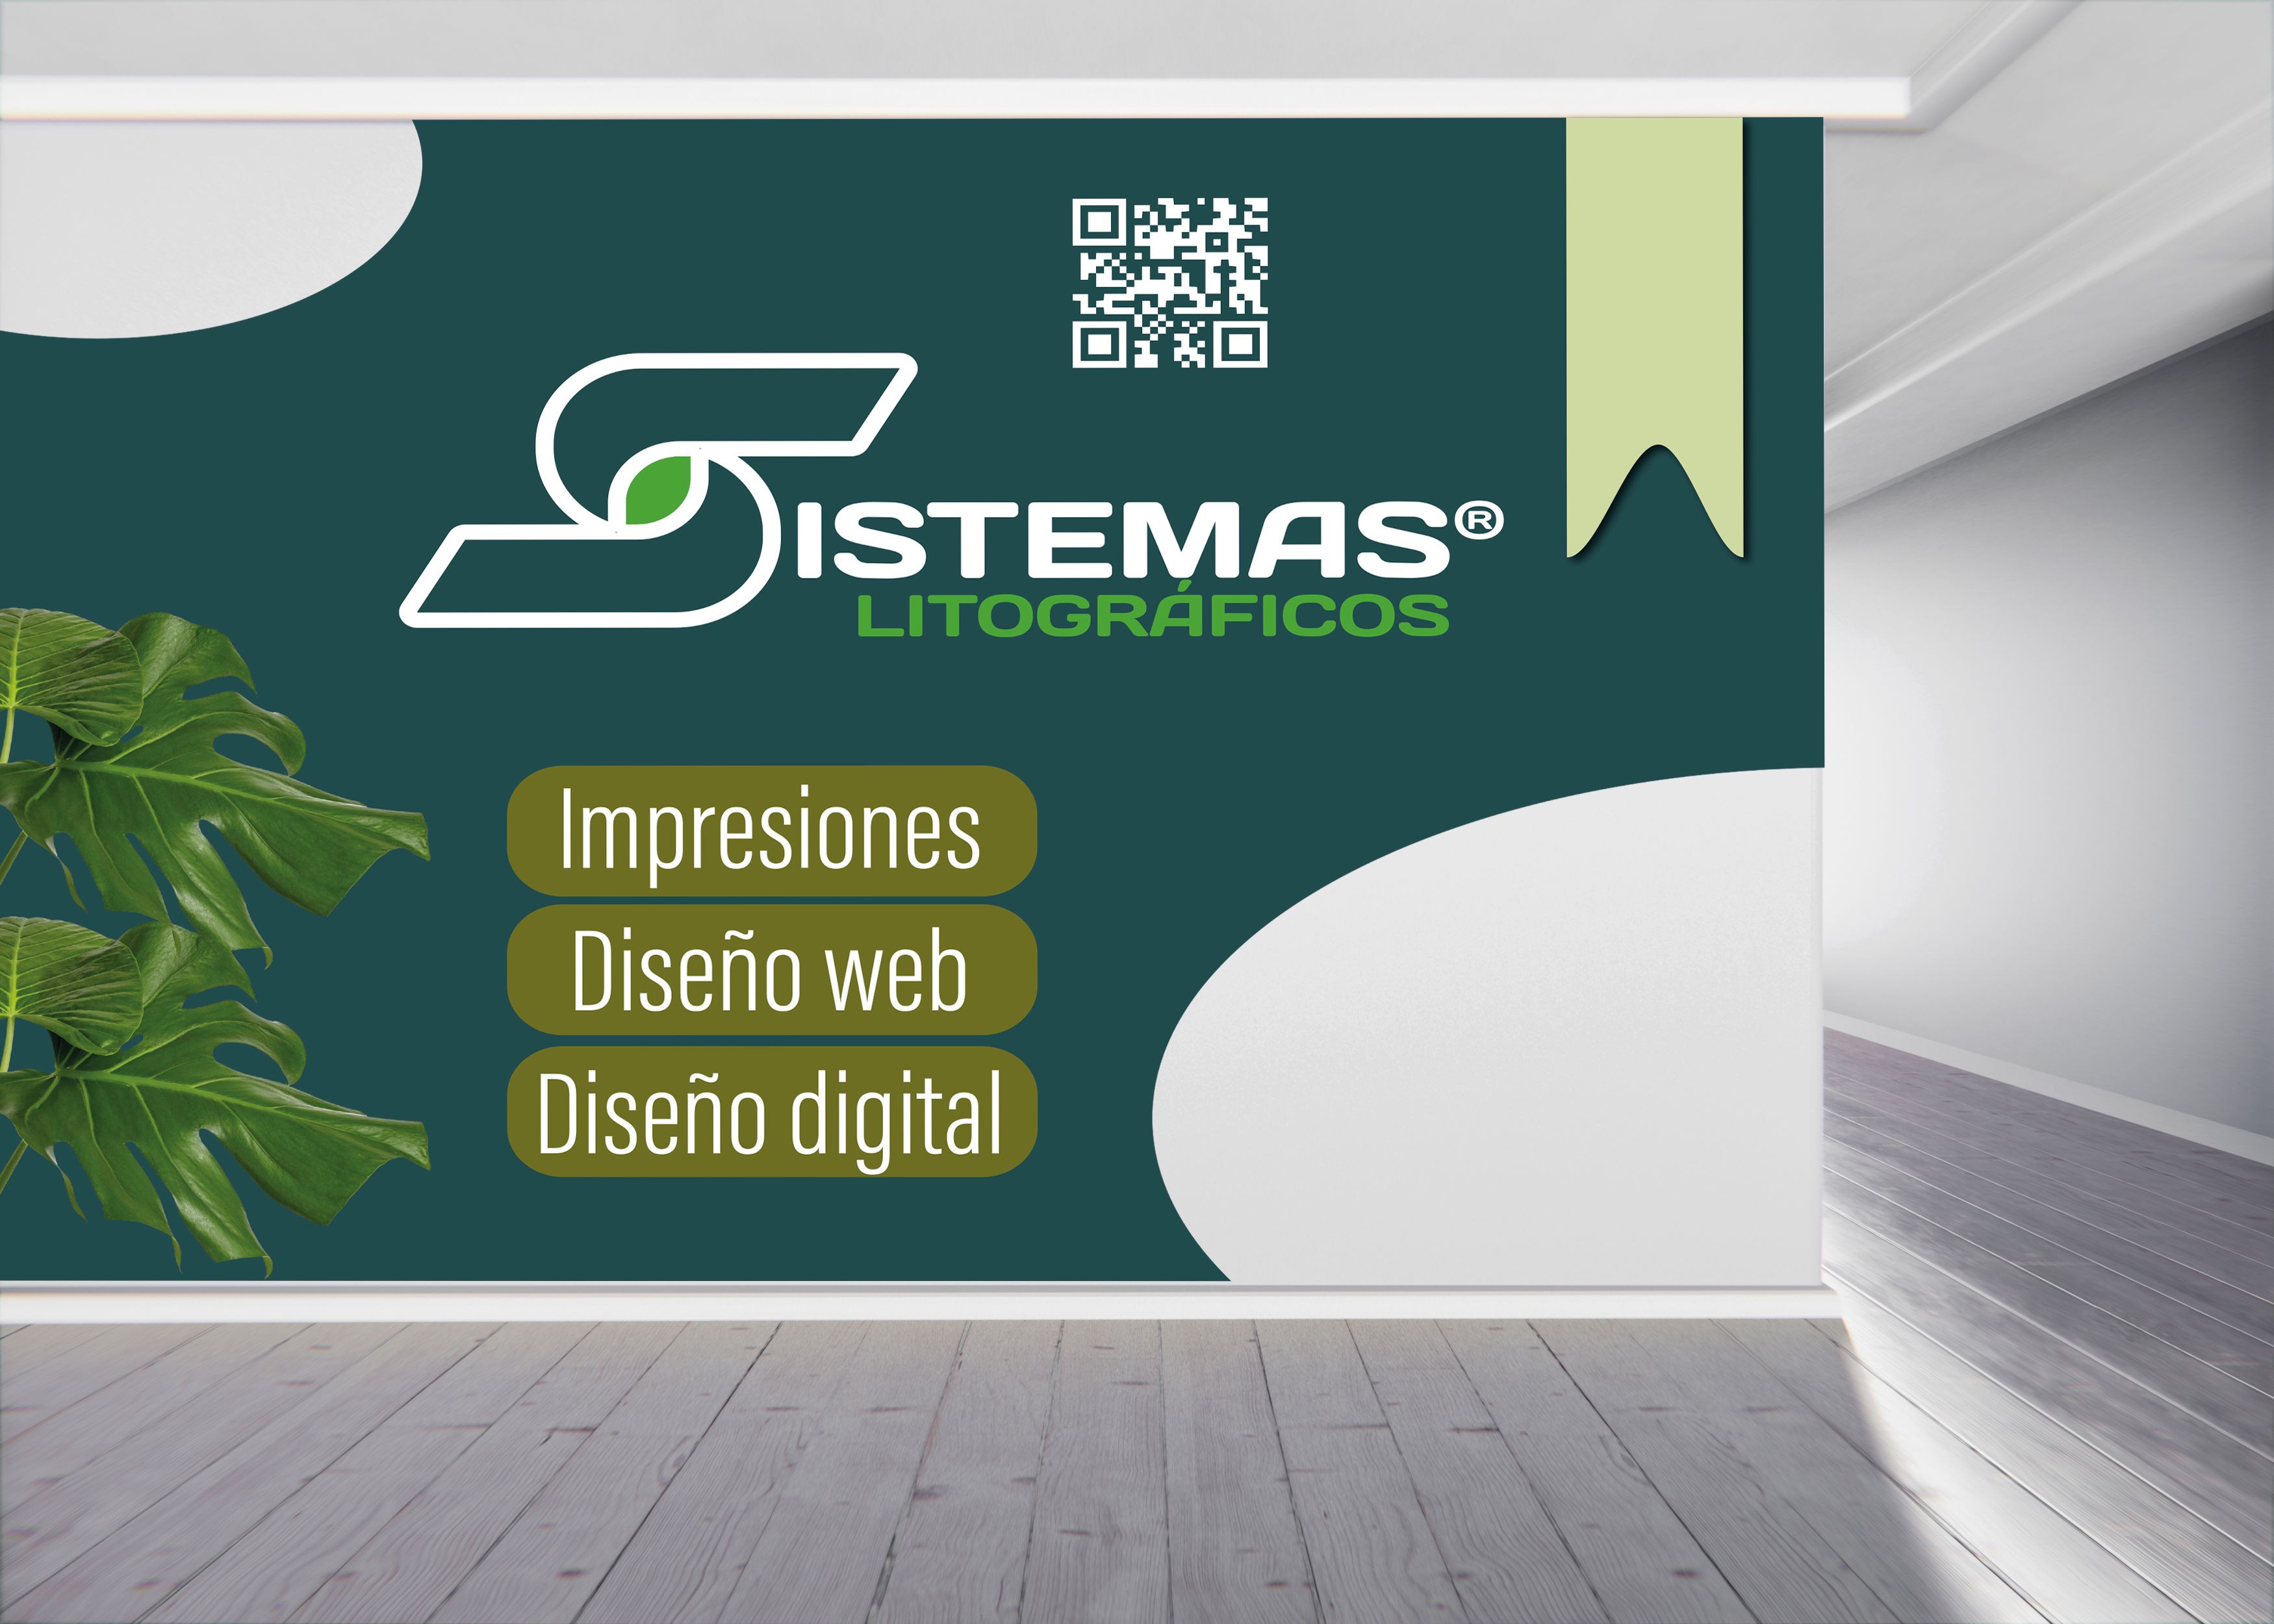 SISTEMAS®
LITOGRÁFICOS
Impresiones
Diseño web
Diseño digital